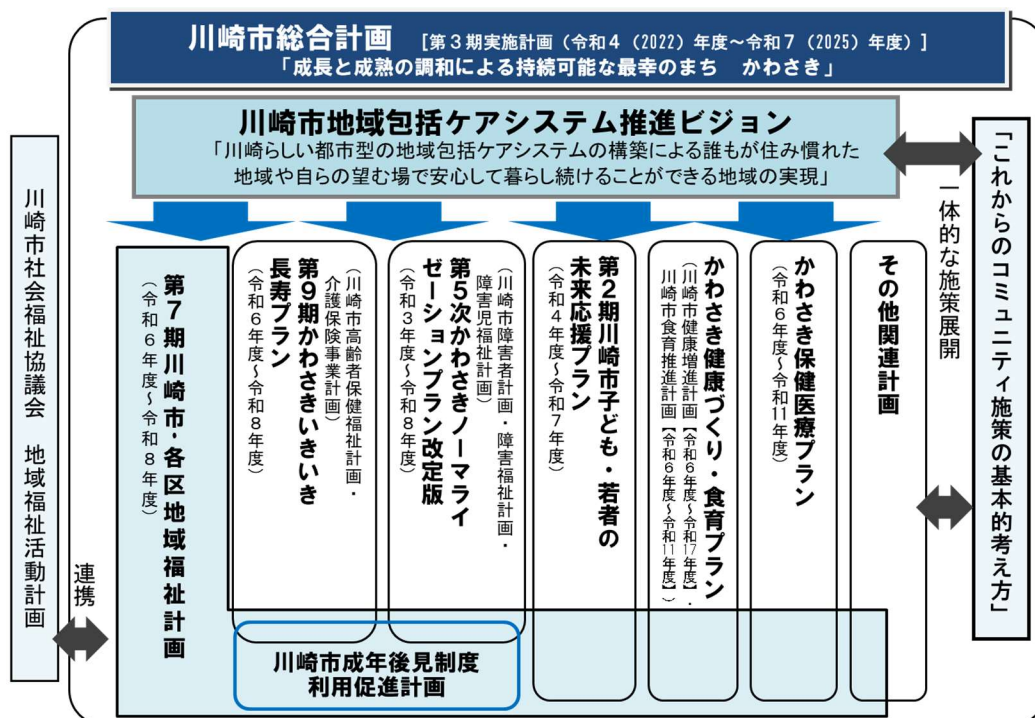 川崎市総合計画 [第3期実施計画(令和4(2022)年度～令和7(2025)年度)]
「成長と成熟の調和による持続可能な最幸のまち　かわさき」
川崎市地域包括ケアシステム推進ビジョン
「川崎らしい都市型の地域包括ケアシステムの構築による誰もが住み慣れた
地域や自らの望む場で安心して暮らし続けることができる地域の実現」
川崎市社会福祉協議会　地域福祉活動計画
連携
第7期川崎市・各区地域福祉計画
(令和6年度～令和8年度)
(川崎市高齢者保健福祉計画・
介護保険事業計画)
第9期かわさきいきいき
長寿プラン
(令和6年度～令和8年度)
(川崎市障害者計画・障害福祉計画・
障害児福祉計画)
第5次かわさきノーマライ
ゼーションプラン改定版
(令和3年度～令和8年度)
第2期川崎市子ども・若者の
未来応援プラン
(令和4年度～令和7年度)
かわさき健康づくり・食育プラン
(川崎市健康増進計画【令和6年度～令和17年度】・
川崎市食育推進計画【令和6年度～令和11年度】)
かわさき保健医療プラン
(令和6年度～令和11年度)
その他関連計画
川崎市成年後見制度
利用促進計画
一体的な施策展開
「これからのコミュニティ施策の基本的考え方」